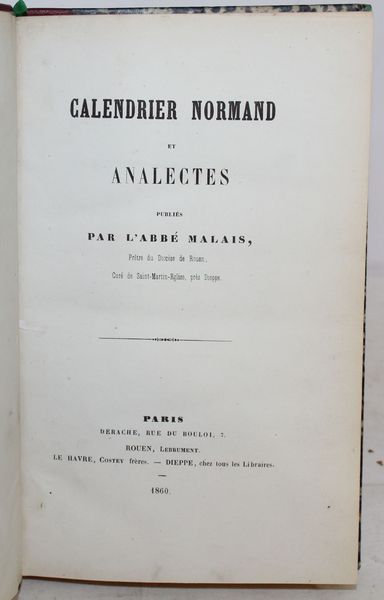 CALENDRIER NORMAND
ET
ANALECTES
PUBLIÉS
PAR L'ABBÉ MALAIS,
Prêtre du Diocèse de Rouen,
Curé de Saint-Martin-Eglise, près Dieppe.
PARIS
DERACHE, RUE DU BOULOI, 7.
ROUEN, LEBRUMENT.
LE HAVRE, COSTEY frères. — DIEPPE, chez tous les Libraires.
1860.